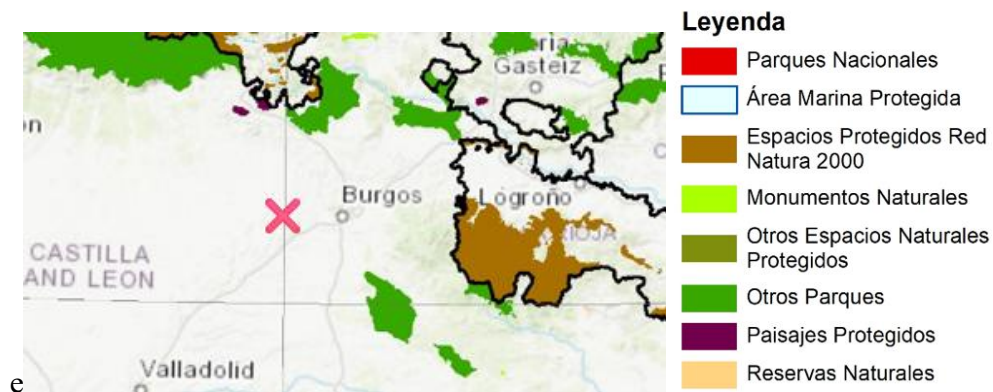 Leyenda
Parques Nacionales
Área Marina Protegida
Espacios Protegidos Red
Natura 2000
Monumentos Naturales
Otros Espacios Naturales
Protegidos
Otros Parques
Paisajes Protegidos
Reservas Naturales
Gasteiz
Burgos
Logroño
RIOJA
CASTILLA
AND LEON
Valladolid
e